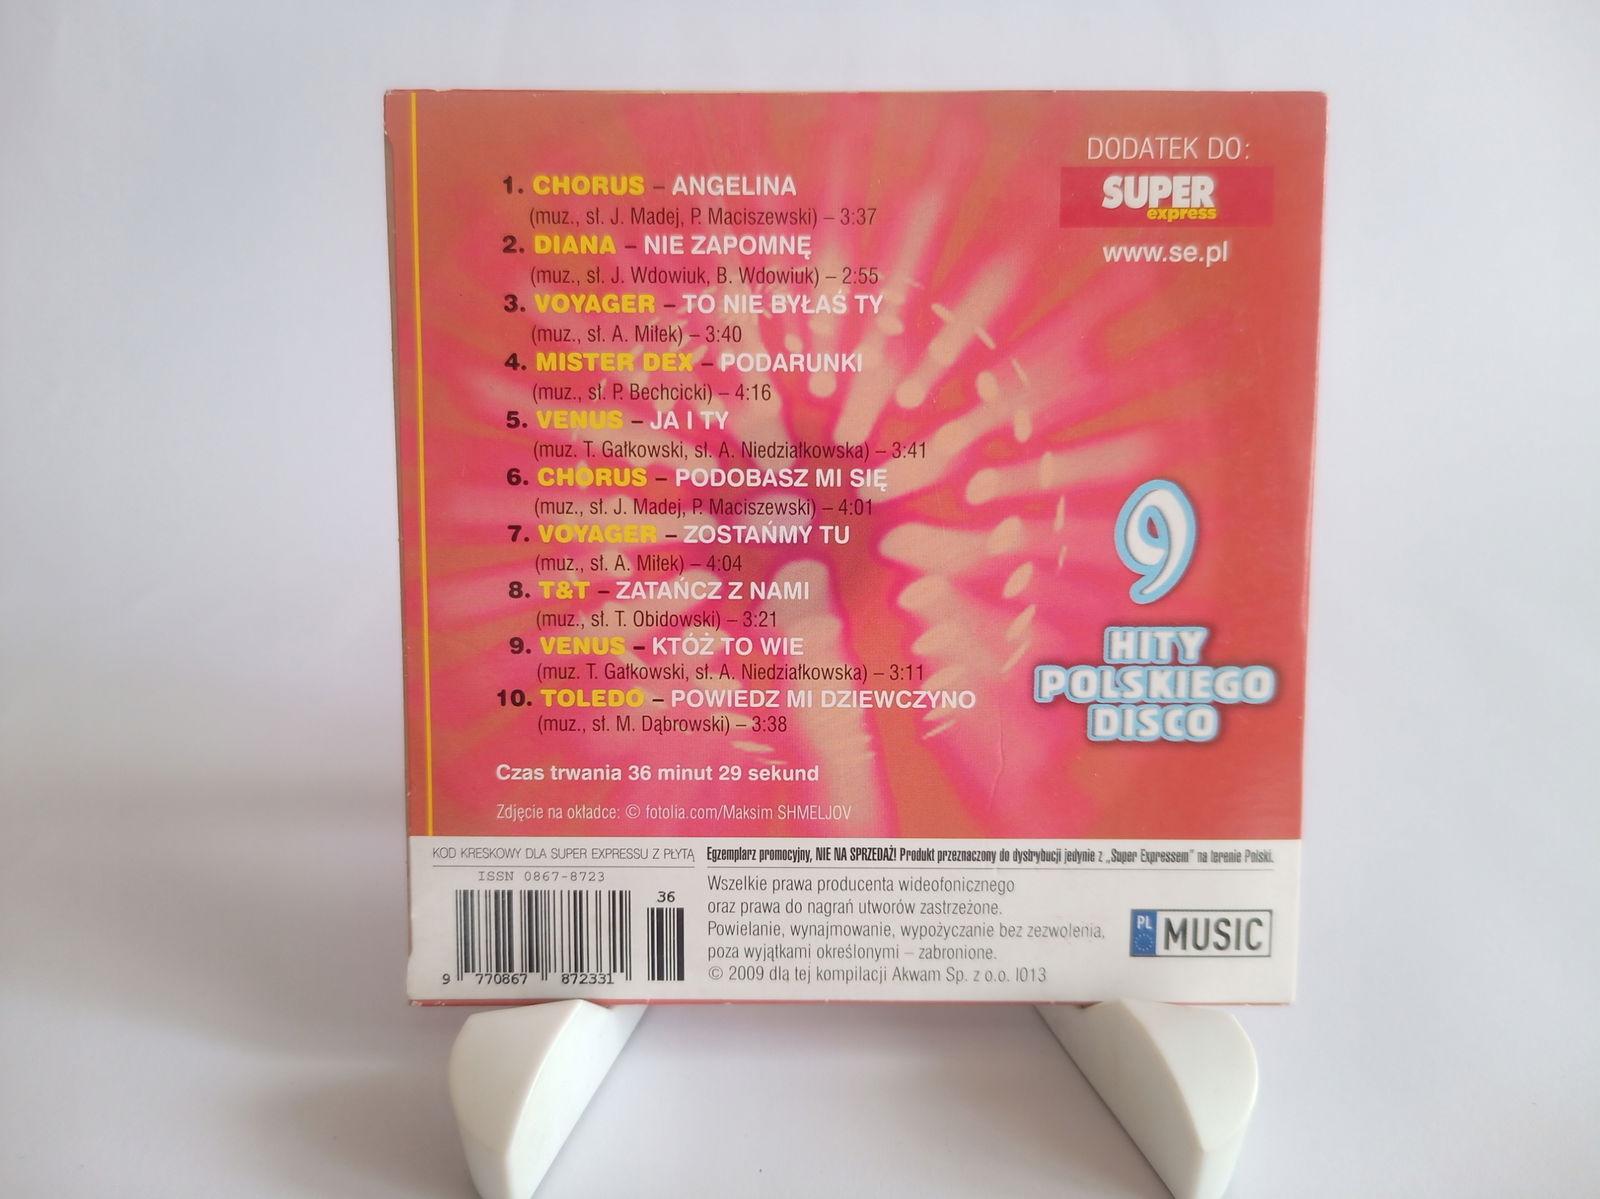 1. CHORUS – ANGELINA
(muz., sł. J. Madej, P. Maciszewski) – 3:37
2. DIANA – NIE ZAPOMNĘ
(muz., sł. J. Wdowiuk, B. Wdowiuk) – 2:55
3. VOYAGER – TO NIE BYŁAŚ TY
(muz., sł. A. Miłek) – 3:40
4. MISTER DEX – PODARUNKI
(muz., sł. P. Bechcicki) – 4:16
5. VENUS – JA I TY
(muz. T. Gałkowski, sł. A. Niedziałkowska) – 3:41
6. CHORUS – PODOBASZ MI SIĘ
(muz., sł. J. Madej, P. Maciszewski) – 4:01
7. VOYAGER – ZOSTAŃMY TU
(muz., sł. A. Miłek) – 4:04
8. T&T – ZATAŃCZ Z NAMI
(muz., sł. T. Obidowski) – 3:21
9. VENUS – KTÓŻ TO WIE
(muz. T. Gałkowski, sł. A. Niedziałkowska) – 3:11
10. TOLEDO – POWIEDZ MI DZIEWCZYNO
(muz., sł. M. Dąbrowski) – 3:38
Czas trwania 36 minut 29 sekund
Zdjęcie na okładce: © fotolia.com/Maksim SHMELJOV
DODATEK DO:
SUPER
express
www.se.pl
9
HITY
POLSKIEGO
DISCO
KOD KRESKOWY DLA SUPER EXPRESSU Z PŁYTĄ
ISSN 0867-8723
36
9 770867 872331
Egzemplarz promocyjny, NIE NA SPRZEDAŻ! Produkt przeznaczony do dystrybucji jedynie z „Super Expressem" na terenie Polski.
Wszelkie prawa producenta wideofonicznego
oraz prawa do nagrań utworów zastrzeżone.
Powielanie, wynajmowanie, wypożyczanie bez zezwolenia,
poza wyjątkami określonymi – zabronione.
© 2009 dla tej kompilacji Akwam Sp. z o.o. I013
PL
MUSIC